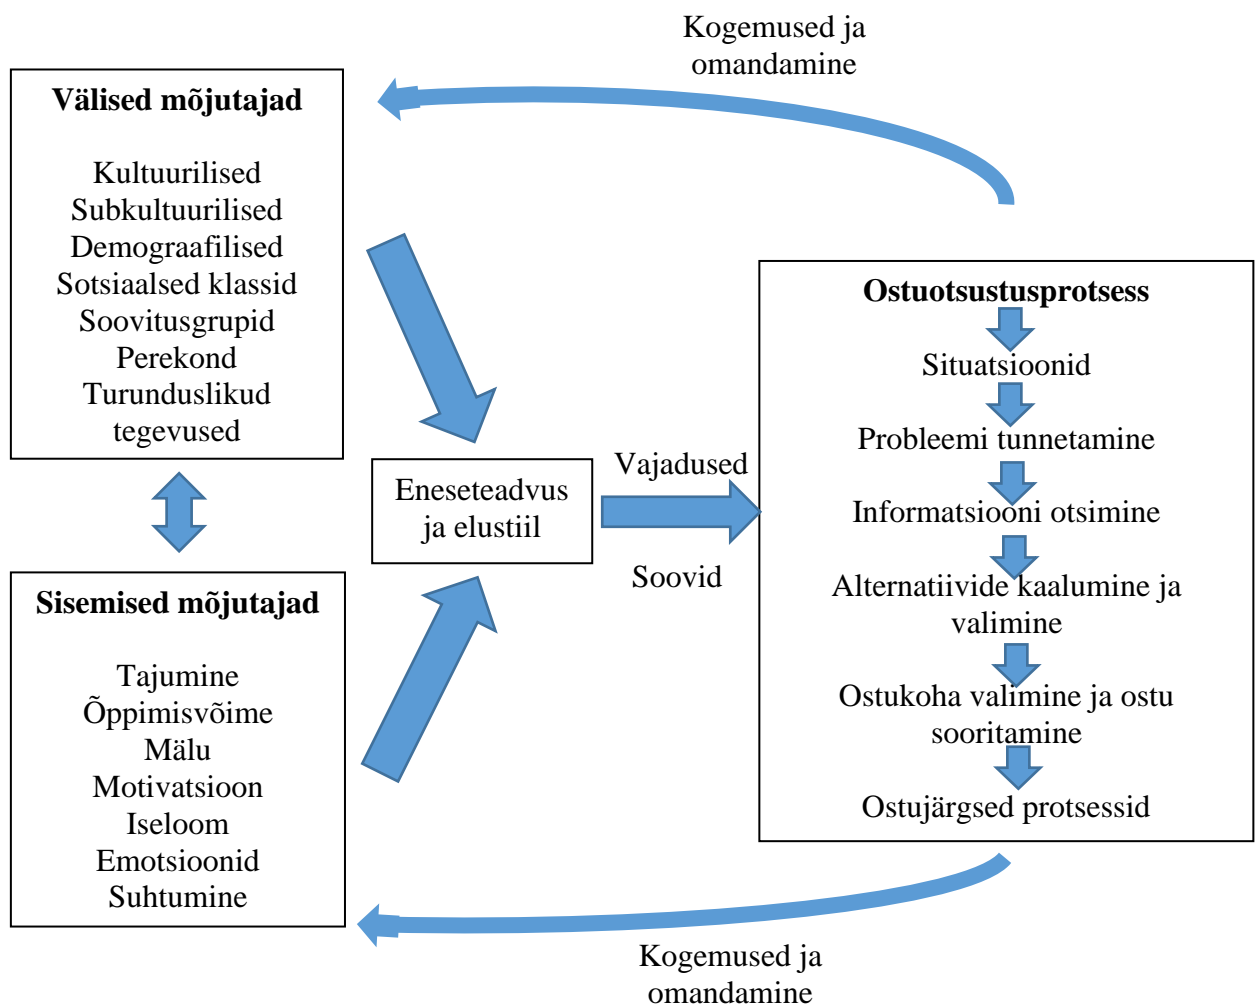 Kogemused ja
omandamine
Välised mõjutajad
Kultuurilised
Subkultuurilised
Demograafilised
Sotsiaalsed klassid
Soovitusgrupid
Perekond
Turunduslikud
tegevused
Sisemised mõjutajad
Tajumine
Õppimisvõime
Mälu
Motivatsioon
Iseloom
Emotsioonid
Suhtumine
Eneseteadvus
ja elustiil
Vajadused
Soovid
Ostuotsustusprotsess
Situatsioonid
Probleemi tunnetamine
Informatsiooni otsimine
Alternatiivide kaalumine ja
valimine
Ostukoha valimine ja ostu
sooritamine
Ostujärgsed protsessid
Kogemused ja
omandamine